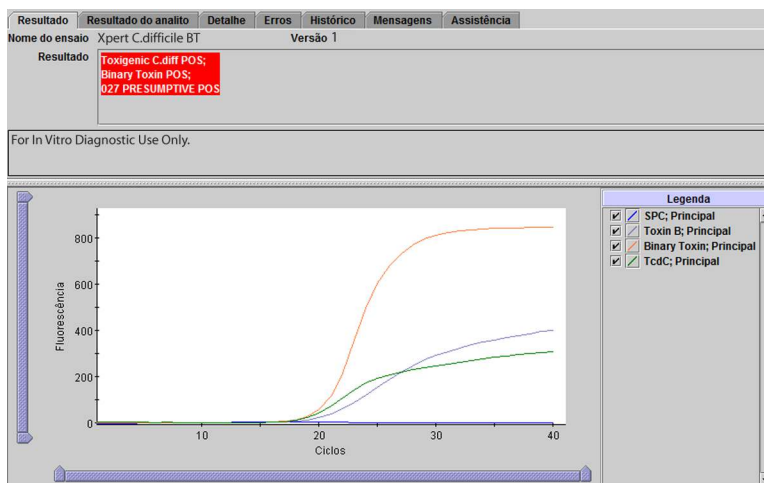 Resultado Resultado do analito Detalhe Erros Histórico Mensagens Assistência
Nome do ensaio Xpert C.difficile BT Versão 1
Resultado
Toxigenic C.diff POS;
Binary Toxin POS;
027 PRESUMPTIVE POS
For In Vitro Diagnostic Use Only.
Legenda
SPC; Principal
Toxin B; Principal
Binary Toxin; Principal
TcdC; Principal
Fluorescência
800
600
400
200
0
10 20 30 40
Ciclos